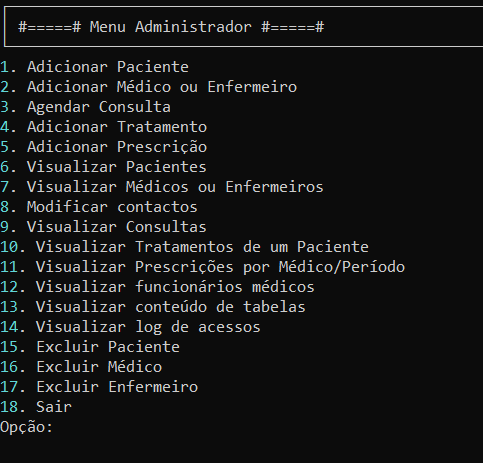 #=====# Menu Administrador #=====#
1. Adicionar Paciente
2. Adicionar Médico ou Enfermeiro
3. Agendar Consulta
4. Adicionar Tratamento
5. Adicionar Prescrição
6. Visualizar Pacientes
7. Visualizar Médicos ou Enfermeiros
8. Modificar contactos
9. Visualizar Consultas
10. Visualizar Tratamentos de um Paciente
11. Visualizar Prescrições por Médico/Período
12. Visualizar funcionários médicos
13. Visualizar conteúdo de tabelas
14. Visualizar log de acessos
15. Excluir Paciente
16. Excluir Médico
17. Excluir Enfermeiro
18. Sair
Opção: